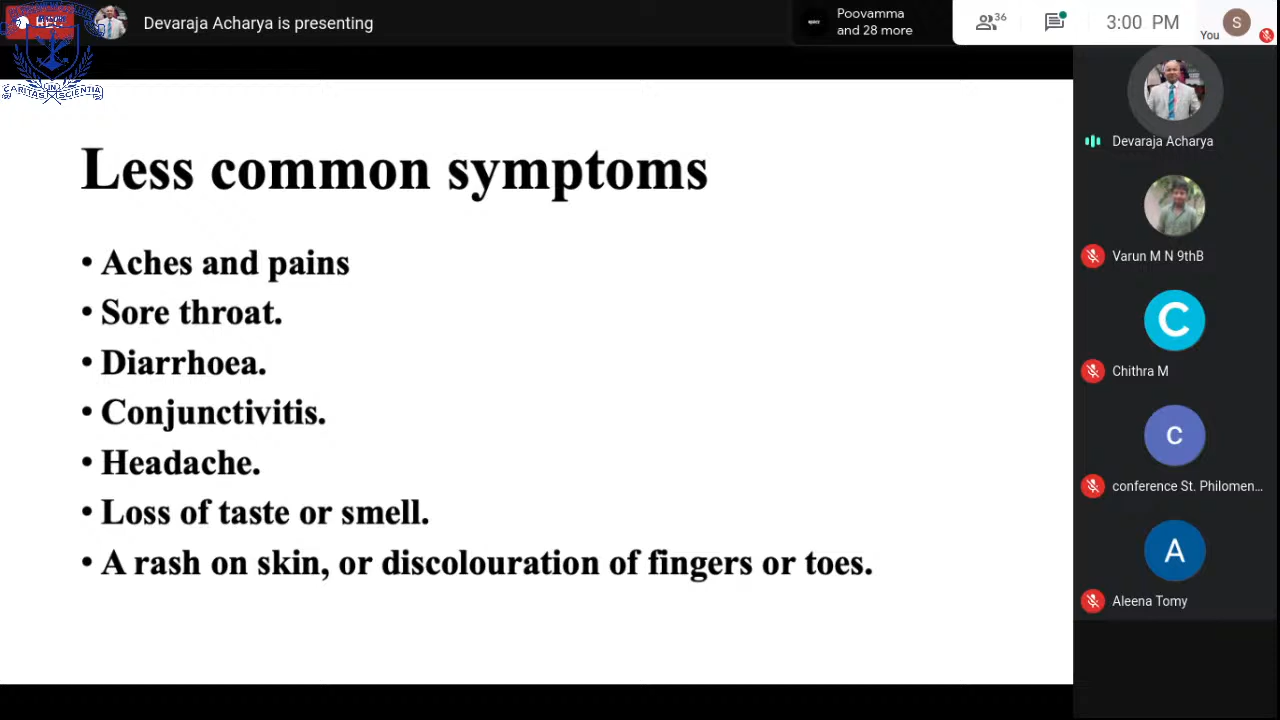 Devaraja Acharya is presenting
Poovamma
and 28 more
36
3:00 PM
You
S
CARITAS SCIENTIA
Devaraja Acharya
Varun M N 9thB
C
Chithra M
C
conference St. Philomen...
A
Aleena Tomy
Less common symptoms
• Aches and pains
• Sore throat.
• Diarrhoea.
• Conjunctivitis.
• Headache.
• Loss of taste or smell.
• A rash on skin, or discolouration of fingers or toes.